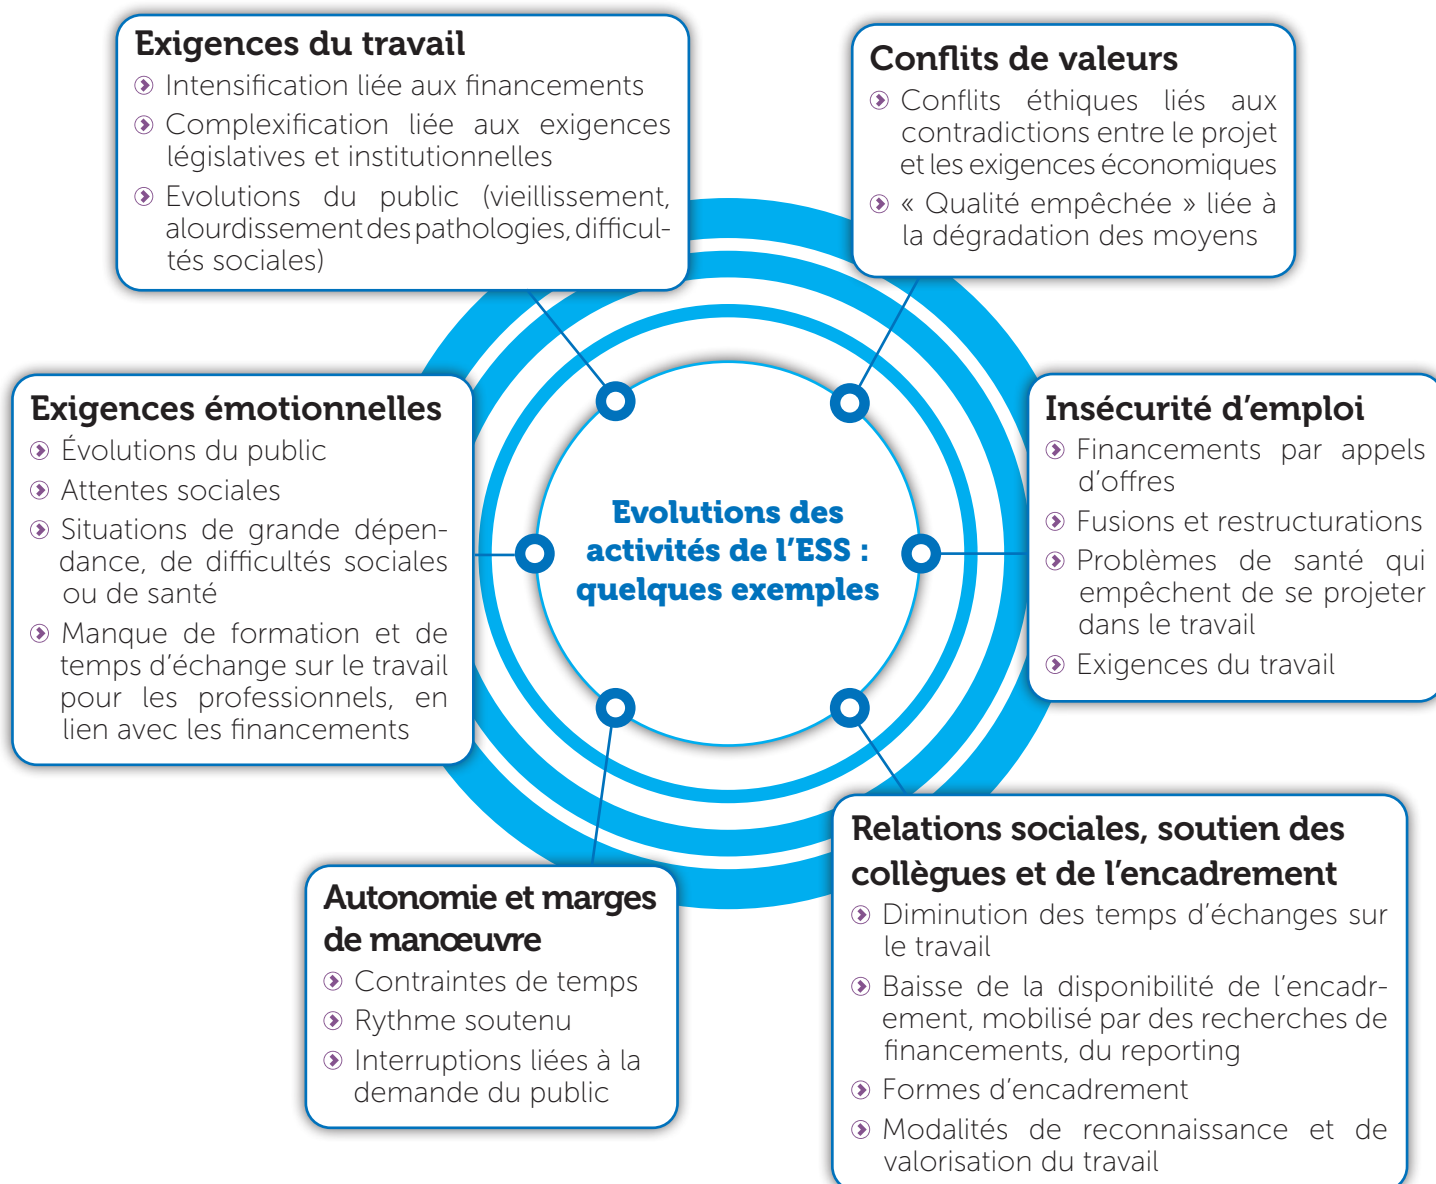 Exigences du travail
Intensification liée aux financements
Complexification liée aux exigences
législatives et institutionnelles
Evolutions du public (vieillissement,
alourdissement des pathologies, difficul-
tés sociales)
Conflits de valeurs
Conflits éthiques liés aux
contradictions entre le projet
et les exigences économiques
« Qualité empêchée » liée à
la dégradation des moyens
Exigences émotionnelles
Évolutions du public
Attentes sociales
Situations de grande dépen-
dance, de difficultés sociales
ou de santé
Manque de formation et de
temps d'échange sur le travail
pour les professionnels, en
lien avec les financements
Evolutions des
activités de l'ESS :
quelques exemples
Insécurité d'emploi
Financements par appels
d'offres
Fusions et restructurations
Problèmes de santé qui
empêchent de se projeter
dans le travail
Exigences du travail
Autonomie et marges
de manœuvre
Contraintes de temps
Rythme soutenu
Interruptions liées à la
demande du public
Relations sociales, soutien des
collègues et de l'encadrement
Diminution des temps d'échanges sur
le travail
Baisse de la disponibilité de l'encadr-
ement, mobilisé par des recherches de
financements, du reporting
Formes d'encadrement
Modalités de reconnaissance et de
valorisation du travail